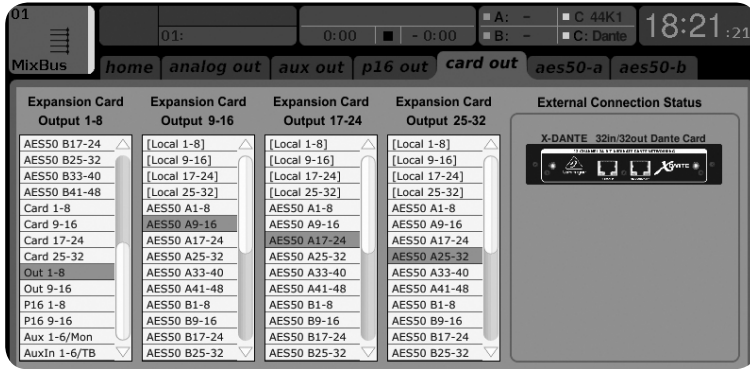 01
01:
0:00
- 0:00
A: -
B: -
C 44K1
C: Dante
18:21:21
MixBus
home
analog out
aux out
p16 out
card out
aes50-a
aes50-b
Expansion Card
Output 1-8
AES50 B17-24
AES50 B25-32
AES50 B33-40
AES50 B41-48
Card 1-8
Card 9-16
Card 17-24
Card 25-32
Out 1-8
Out 9-16
P16 1-8
P16 9-16
Aux 1-6/Mon
AuxIn 1-6/TB
Expansion Card
Output 9-16
[Local 1-8]
[Local 9-16]
[Local 17-24]
[Local 25-32]
AES50 A1-8
AES50 A9-16
AES50 A17-24
AES50 A25-32
AES50 A33-40
AES50 A41-48
AES50 B1-8
AES50 B9-16
AES50 B17-24
AES50 B25-32
Expansion Card
Output 17-24
[Local 1-8]
[Local 9-16]
[Local 17-24]
[Local 25-32]
AES50 A1-8
AES50 A9-16
AES50 A17-24
AES50 A25-32
AES50 A33-40
AES50 A41-48
AES50 B1-8
AES50 B9-16
AES50 B17-24
AES50 B25-32
Expansion Card
Output 25-32
[Local 1-8]
[Local 9-16]
[Local 17-24]
[Local 25-32]
AES50 A1-8
AES50 A9-16
AES50 A17-24
AES50 A25-32
AES50 A33-40
AES50 A41-48
AES50 B1-8
AES50 B9-16
AES50 B17-24
AES50 B25-32
External Connection Status
X-DANTE 32in/32out Dante Card